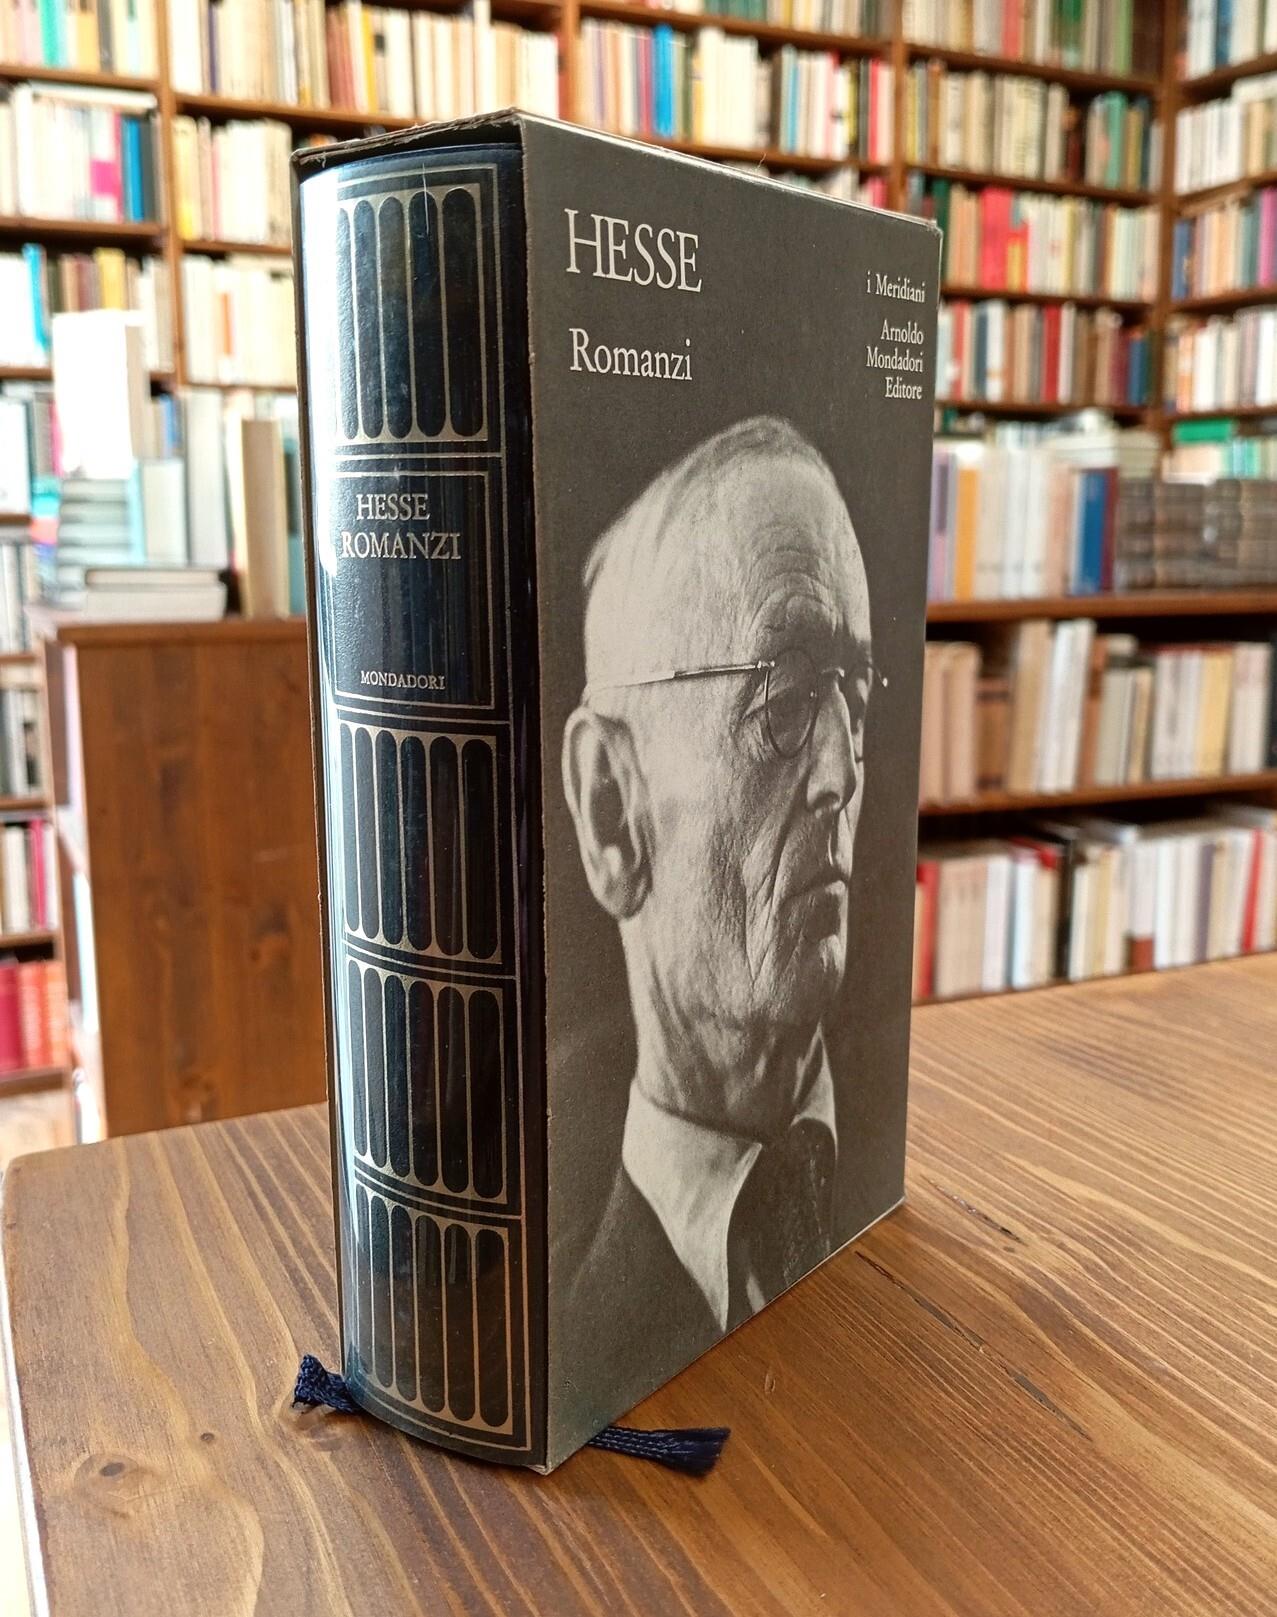 HESSE
ROMANZI
MONDADORI
HESSE
Romanzi
i Meridiani
Arnoldo
Mondadori
Editore